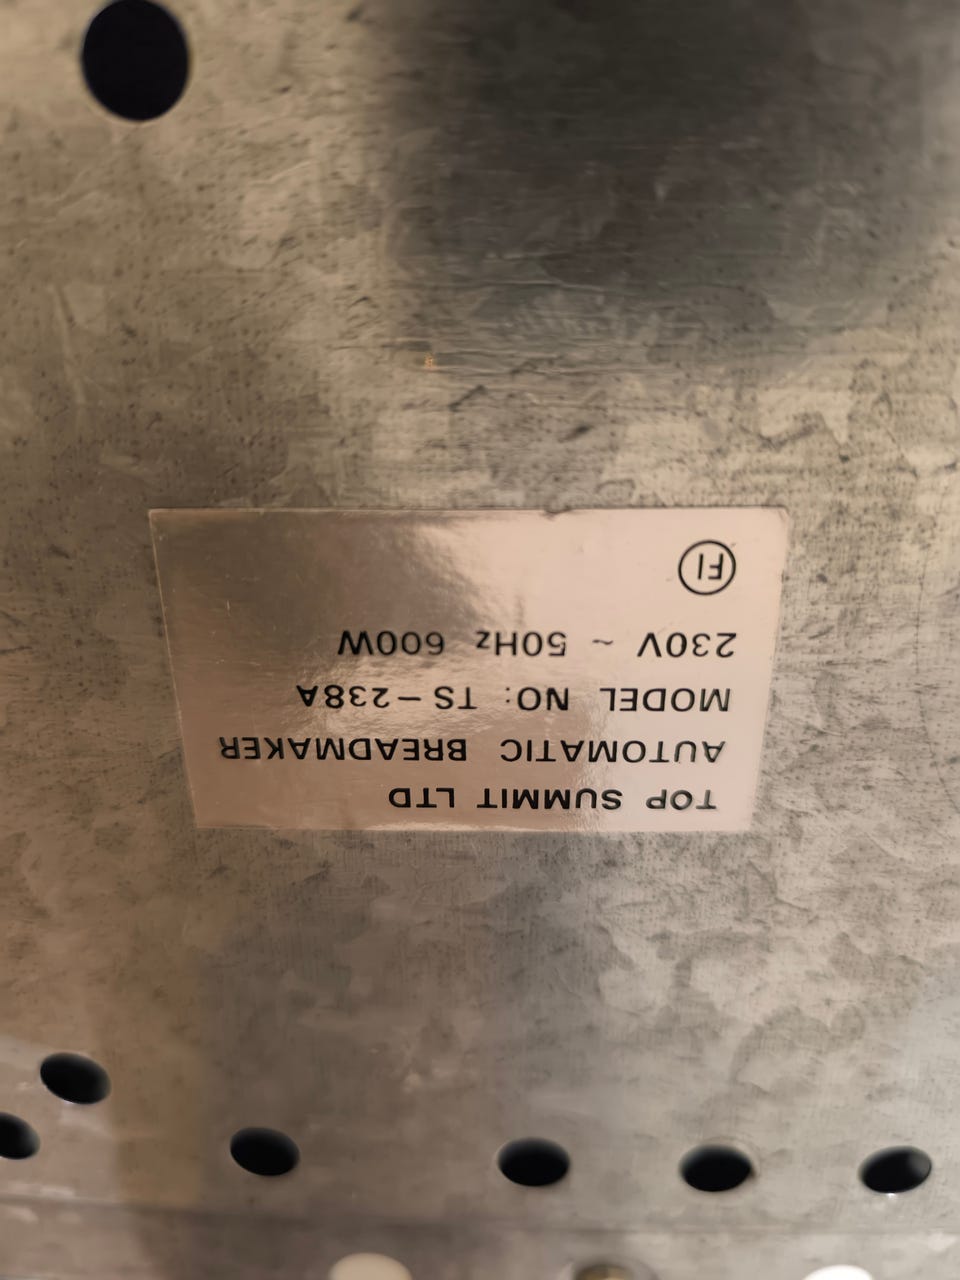 TOP SUMMIT LTD
AUTOMATIC BREADMAKER
MODEL NO: TS-238A
230V ~ 50Hz 600W
FI